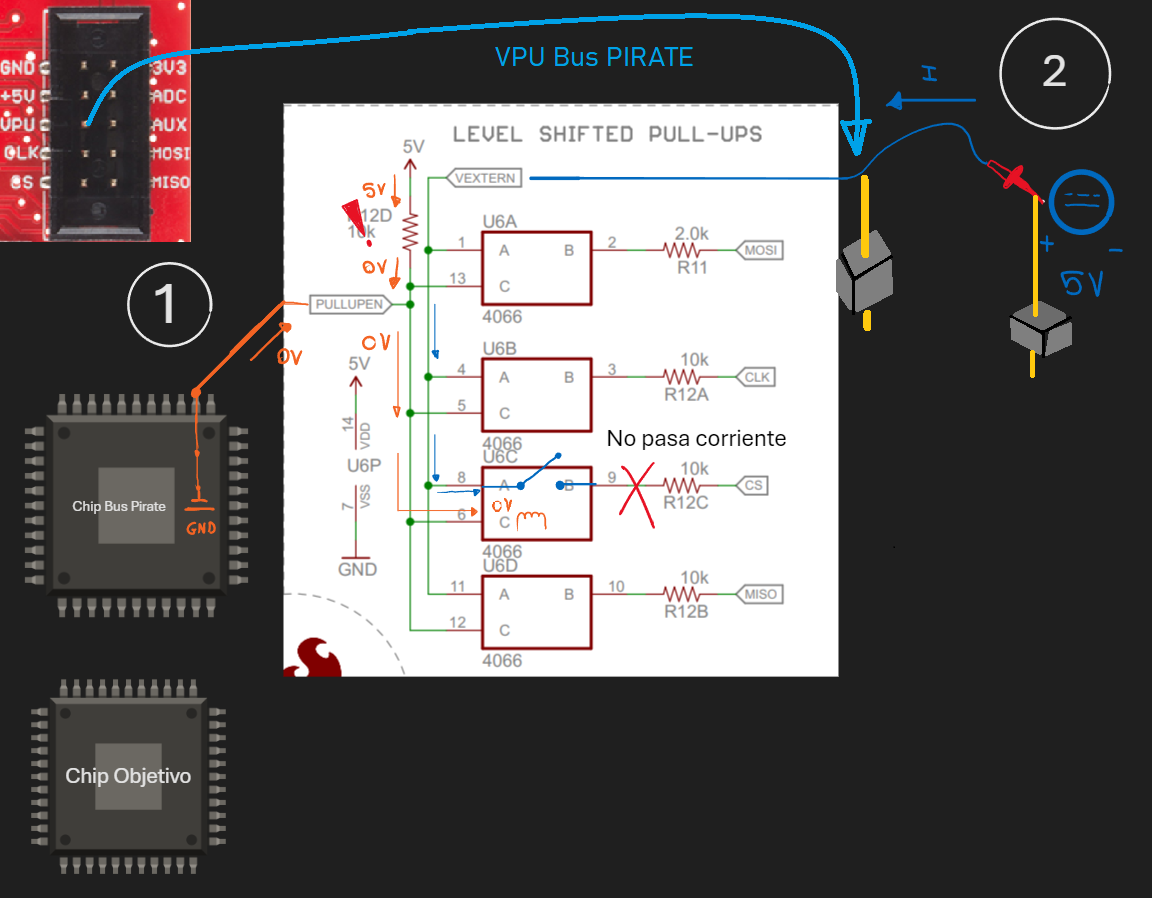 VPU Bus PIRATE
2
GND
3V3
+5V
ADC
VPU
AUX
CLK
MOSI
CS
MISO
H
LEVEL SHIFTED PULL-UPS
5V
VEXTERN
5V
R12D
10k
0V
U6A
1
A
B
2
2.0k
R11
MOSI
13
C
4066
PULLUPEN
1
0V
0V
+
-
5V
U6B
4
A
B
3
10k
R12A
CLK
5
C
4066
5V
14
VDD
U6P
7
VSS
GND
No pasa corriente
U6C
8
A
B
9
10k
R12C
CS
0V
6
C
4066
Chip Bus Pirate
GND
U6D
11
A
B
10
10k
R12B
MISO
12
C
4066
Chip Objetivo